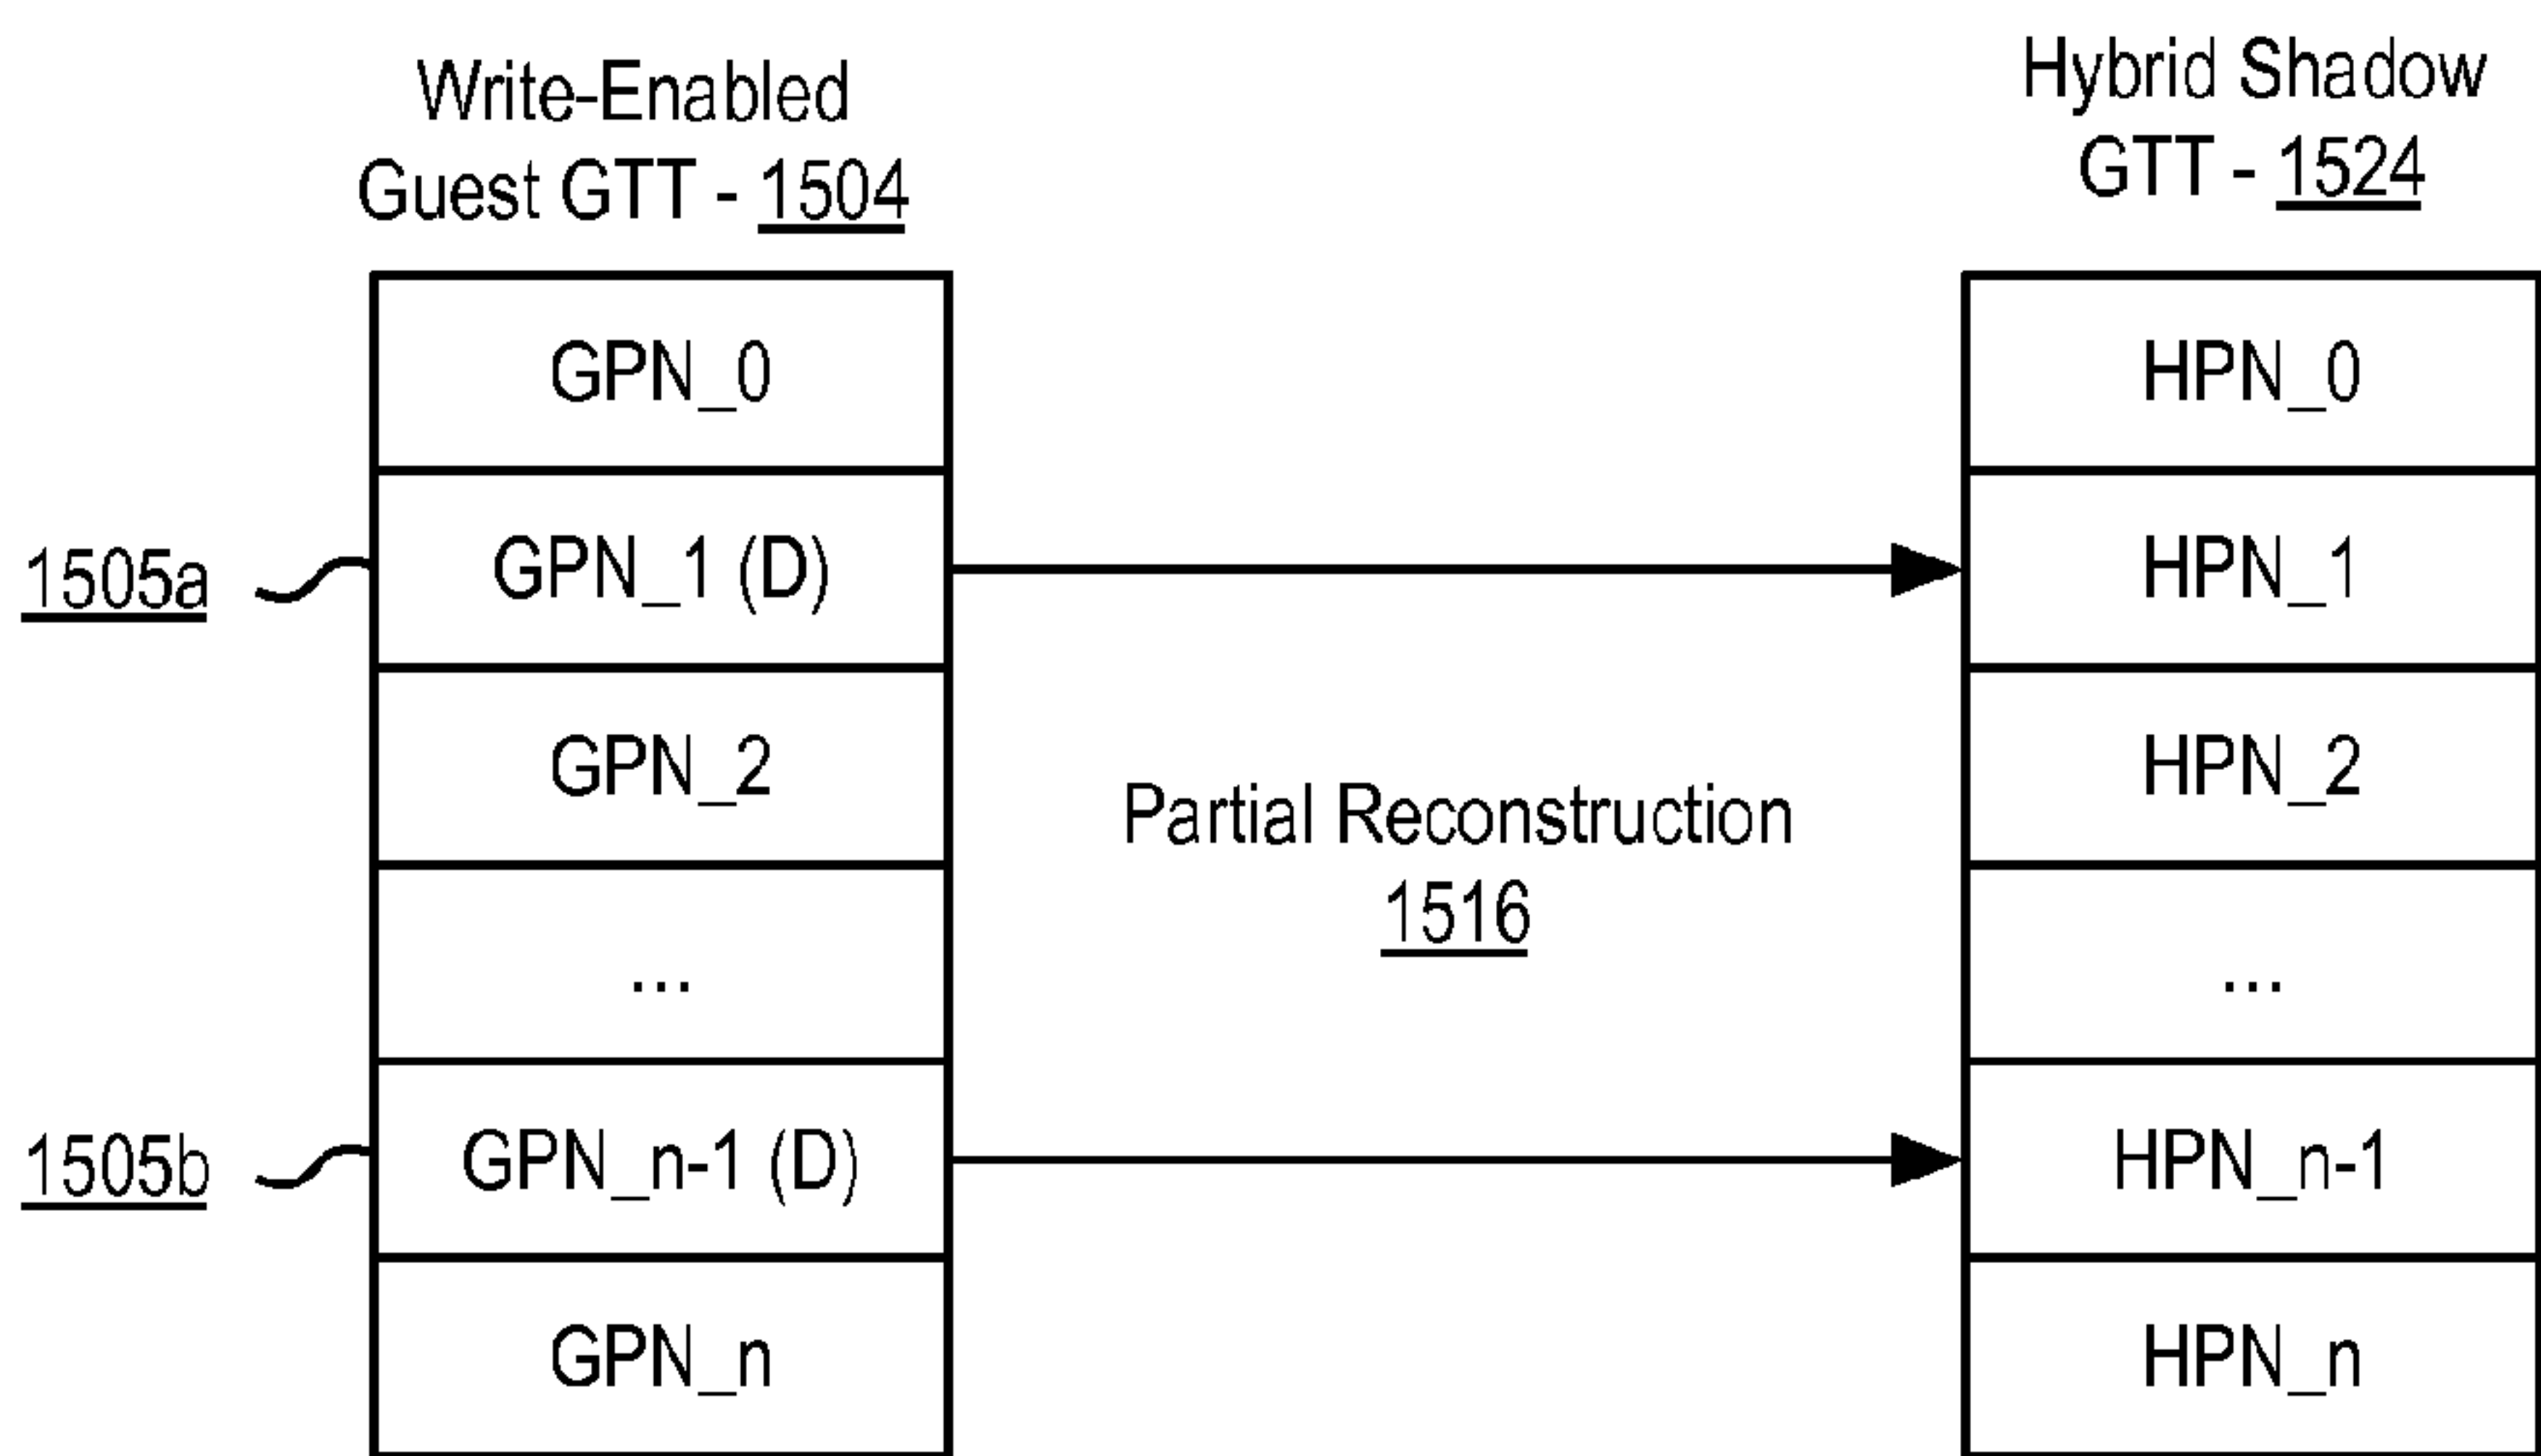 Write-Enabled
Guest GTT - 1504
Hybrid Shadow
GTT - 1524
GPN_0
HPN_0
1505a
GPN_1 (D)
HPN_1
GPN_2
HPN_2
Partial Reconstruction
1516
...
...
1505b
GPN_n-1 (D)
HPN_n-1
GPN_n
HPN_n